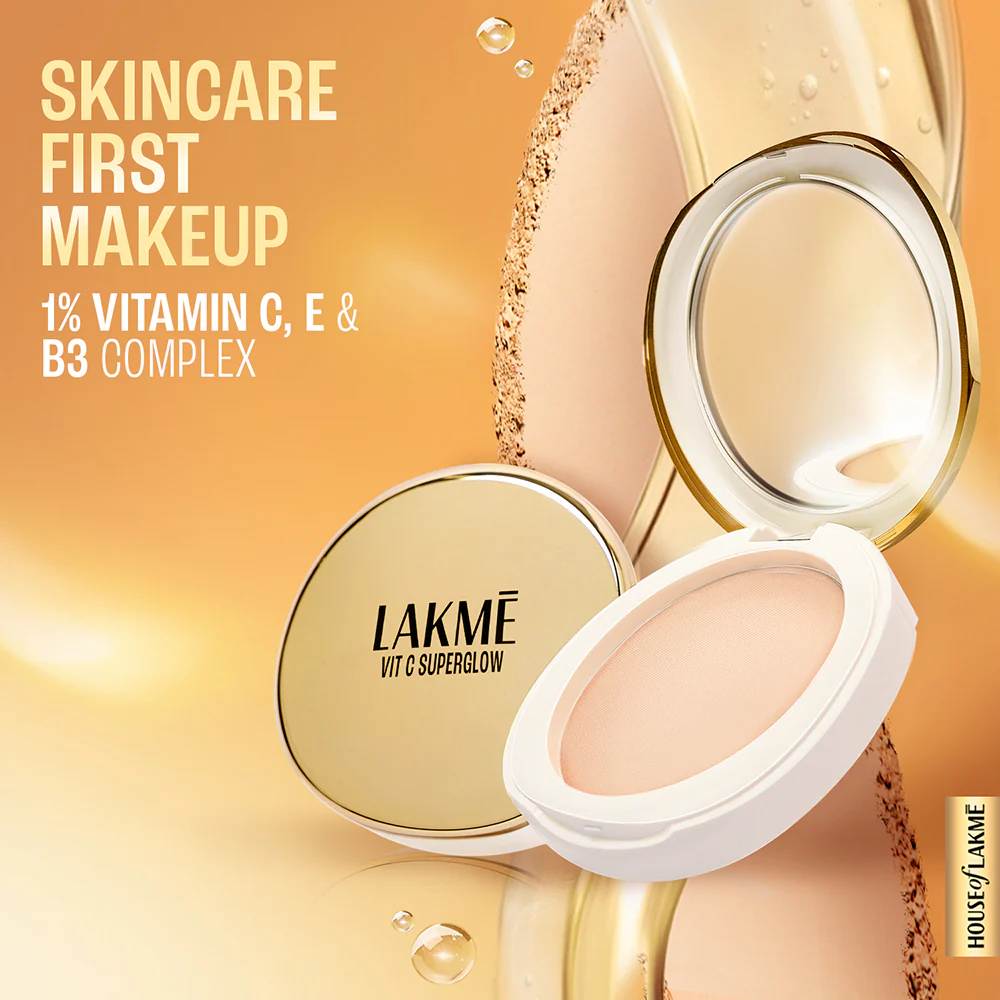 SKINCARE
FIRST
MAKEUP
1% VITAMIN C, E &
B3 COMPLEX
LAKMĒ
VIT C SUPERGLOW
HOUSE of LAKMĒ